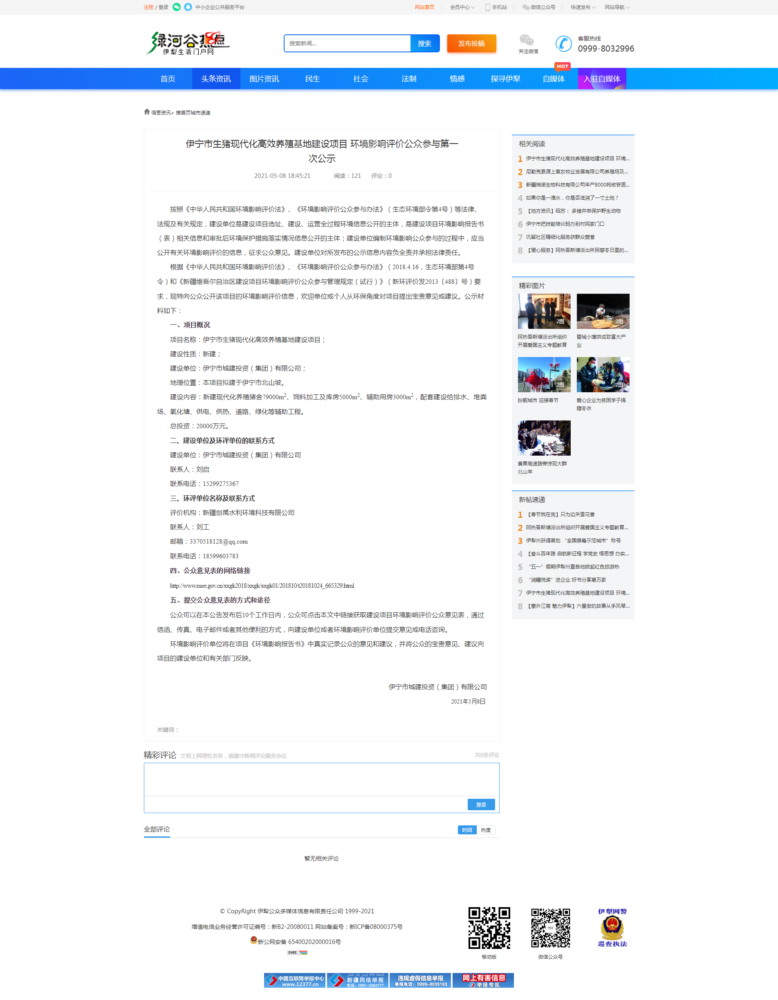 注册 / 登录 中小企业公共服务平台 网站首页 会员中心 手机站 微信公众号 快速发布 网站导航
绿河谷热点
伊犁生活门户网
搜索新闻... 搜索 发布投稿 关注微信
客服热线
0999-8032996
HOT
首页 头条资讯 图片资讯 民生 社会 法制 情感 探寻伊犁 自媒体 入驻自媒体
信息资讯> 推首页城市速递
伊宁市生猪现代化高效养殖基地建设项目 环境影响评价公众参与第一
次公示
2021-05-08 18:45:21 阅读：121 评论：0
按照《中华人民共和国环境影响评价法》、《环境影响评价公众参与办法》（生态环境部令第4号）等法律、
法规及有关规定，建设单位是建设项目选址、建设、运营全过程环境信息公开的主体，是建设项目环境影响报告书
（表）相关信息和审批后环境保护措施落实情况信息公开的主体；建设单位编制环境影响公众参与的过程中，应当
公开有关环境影响评价的信息，征求公众意见。建设单位对所发布的公示信息内容负全责并承担法律责任。
根据《中华人民共和国环境影响评价法》、《环境影响评价公众参与办法》（2018.4.16，生态环境部第4号
令）和《新疆维吾尔自治区建设项目环境影响评价公众参与管理规定（试行）》（新环评价发2013〔488〕号）要
求，现特向公众公开该项目的环境影响评价信息，欢迎单位或个人从环保角度对项目提出宝贵意见或建议。公示材
料如下：
一、项目概况
项目名称：伊宁市生猪现代化高效养殖基地建设项目；
建设性质：新建；
建设单位：伊宁市城建投资（集团）有限公司；
地理位置：本项目拟建于伊宁市北山坡。
建设内容：新建现代化养殖猪舍79000m²、饲料加工及库房5000m²、辅助用房3000m²，配套建设给排水、堆粪
场、氧化塘、供电、供热、道路、绿化等辅助工程。
总投资：20000万元。
二、建设单位及环评单位的联系方式
建设单位：伊宁市城建投资（集团）有限公司
联系人：刘启
联系电话：15299275367
三、环评单位名称及联系方式
评价机构：新疆创禹水利环境科技有限公司
联系人：刘工
邮箱：3370518128@qq.com
联系电话：18599603783
四、公众意见表的网络链接
http://www.mee.gov.cn/xxgk2018/xxgk/xxgk01/201810/t20181024_665329.html
五、提交公众意见表的方式和途径
公众可以在本公告发布后10个工作日内，公众可点击本文中链接获取建设项目环境影响评价公众意见表，通过
信函、传真、电子邮件或者其他便利的方式，向建设单位或者环境影响评价单位提交意见或电话咨询。
环境影响评价单位将在项目《环境影响报告书》中真实记录公众的意见和建议，并将公众的宝贵意见、建议向
项目的建设单位和有关部门反映。
伊宁市城建投资（集团）有限公司
2021年5月8日
关键词：
相关阅读
1 伊宁市生猪现代化高效养殖基地建设项目 环境...
2 尼勒克县源上草农牧业发展有限公司养殖场及...
3 新疆瑞诺生物科技有限公司年产8000吨核苷医...
4 如果你是一滴水，你是否滋润了一寸土地？
5 【地方资讯】昭苏： 多措并举保护野生动物
6 伊宁市把技能培训班办到村民家门口
7 巩留社区精细化服务获群众赞誉
8 【暖心服务】阿热吾斯塘派出所民警冬日里的...
精彩图片
2图 2图
阿热吾斯塘派出所组织 霍城小馕饼成致富大产
开展爱国主义专题教育 业
2图 2图
扮靓城市 迎接春节 爱心企业为贫困学子捐
赠冬衣
2图
赛果高速路旁惊现大群
北山羊
新帖速递
1 【春节我在岗】只为边关雪花香
2 阿热吾斯塘派出所组织开展爱国主义专题教育...
3 伊犁州获得首批 “全国禁毒示范城市”称号
4 【奋斗百年路 启航新征程 学党史 悟思想 办实...
5 “五一”假期伊犁州直各地掀起红色旅游热
6 “润疆悦读”进企业 好书分享惠万家
7 伊宁市生猪现代化高效养殖基地建设项目 环境...
8 【塞外江南 魅力伊犁】六星街的故事从手风琴...
精彩评论 文明上网理性发言，请遵守新闻评论服务协议 共0条评论
登录
全部评论 时间 热度
暂无相关评论
© CopyRight 伊犁公众多媒体信息有限责任公司 1999-2021
增值电信业务经营许可证编号：新B2-20080011 网站备案号：新ICP备08000375号
新公网安备 65400202000016号
CNZZ
移动版 微信公众号
伊犁网警
巡查执法
中国互联网举报中心
www.12377.cn
新疆网络举报
电话：0991-2384777
违规虚假信息举报
举报电话：0999-8039163
网上有害信息
举报专区